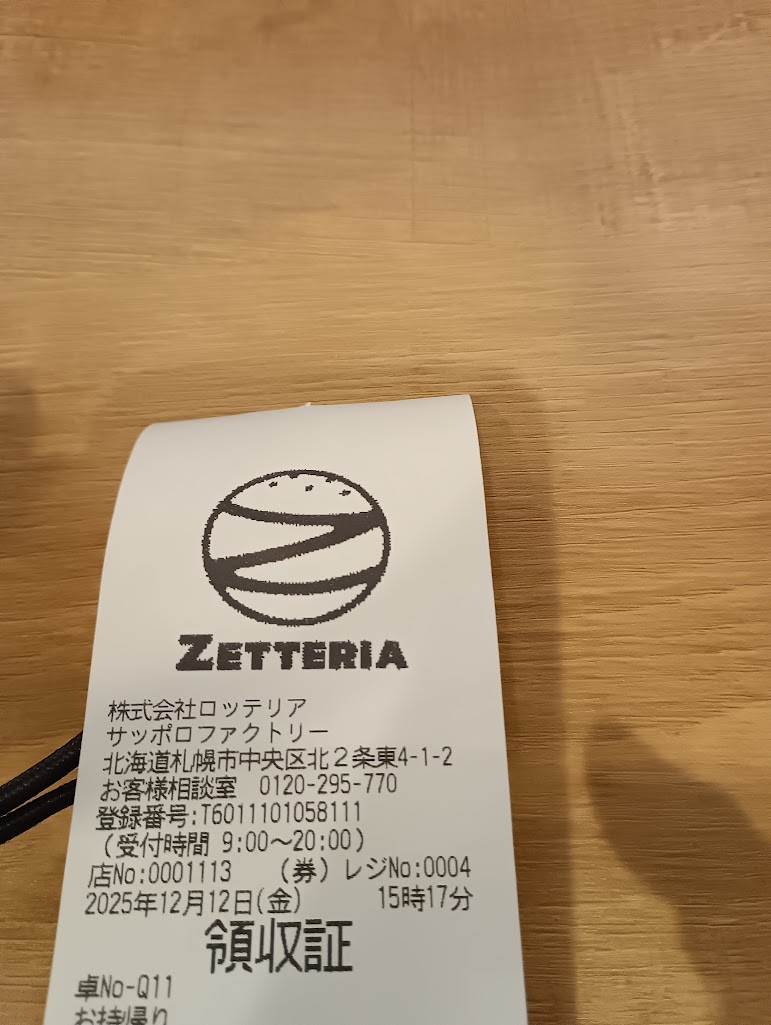 ZETTERIA
株式会社ロッテリア
サッポロファクトリー
北海道札幌市中央区北2条東4-1-2
お客様相談室 0120-295-770
登録番号:T6011101058111
(受付時間 9:00~20:00)
店No:0001113 (券)レジNo:0004
2025年12月12日(金) 15時17分
領収証
卓No-Q11
お持帰り